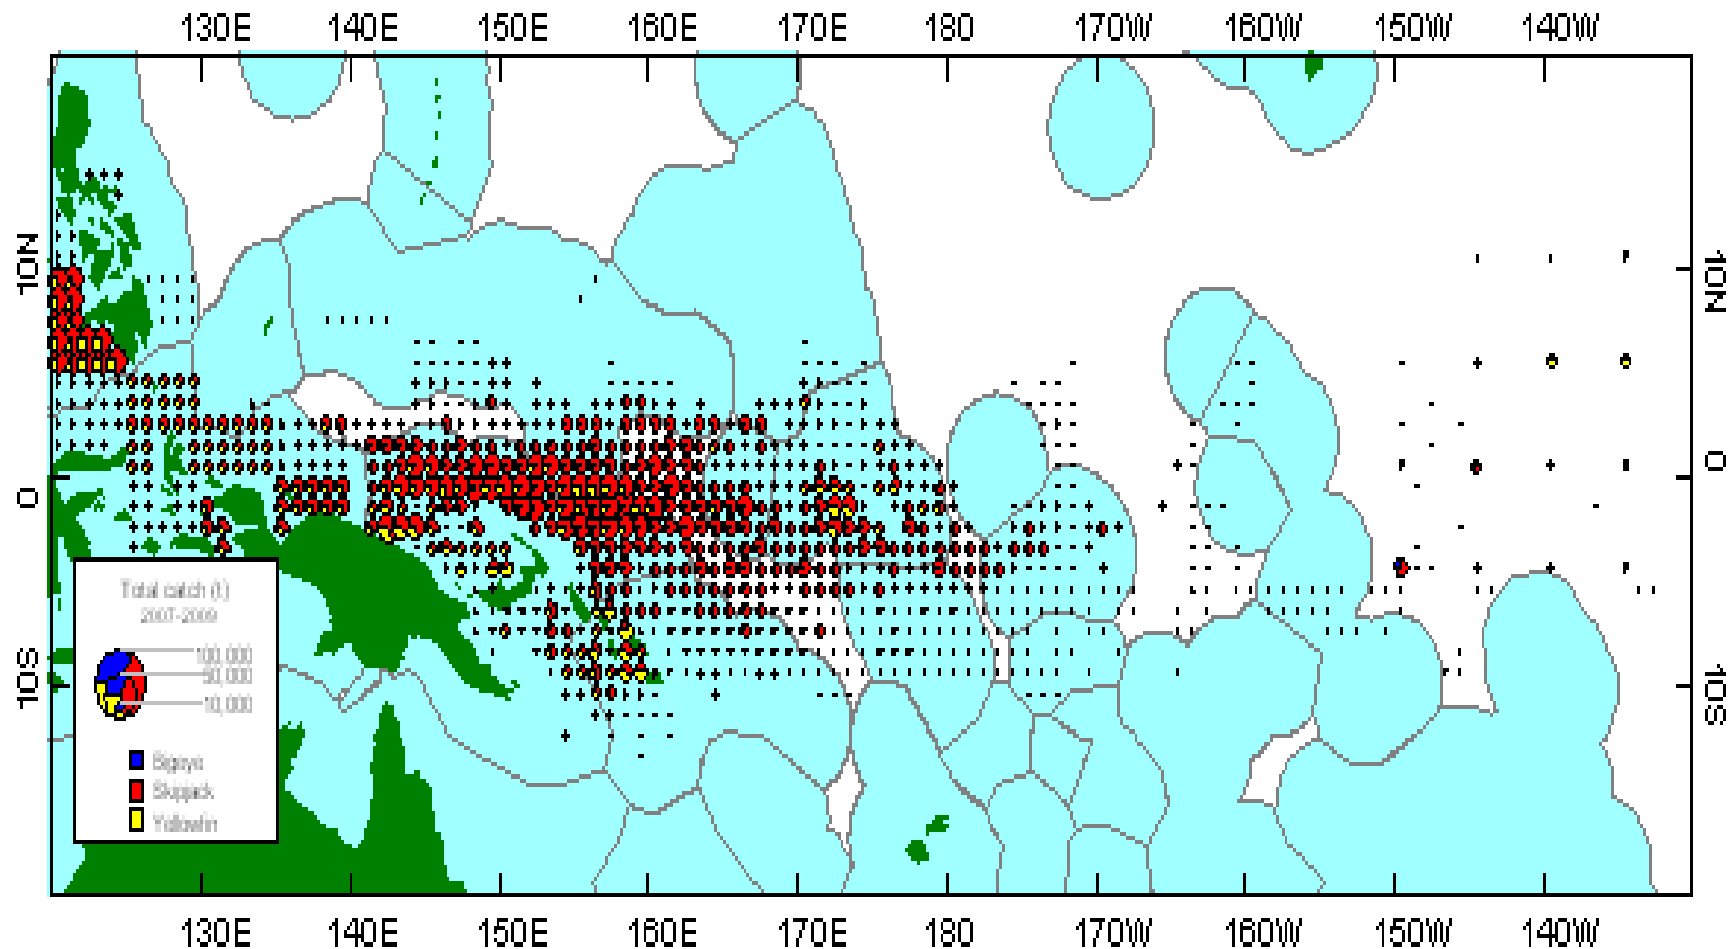 130E 140E 150E 160E 170E 180 170W 160W 150W 140W
10N 10N
0 0
10S 10S
Total catch (t)
2007-2009
100,000
50,000
10,000
Bigeye
Skipjack
Yellowfin
130E 140E 150E 160E 170E 180 170W 160W 150W 140W